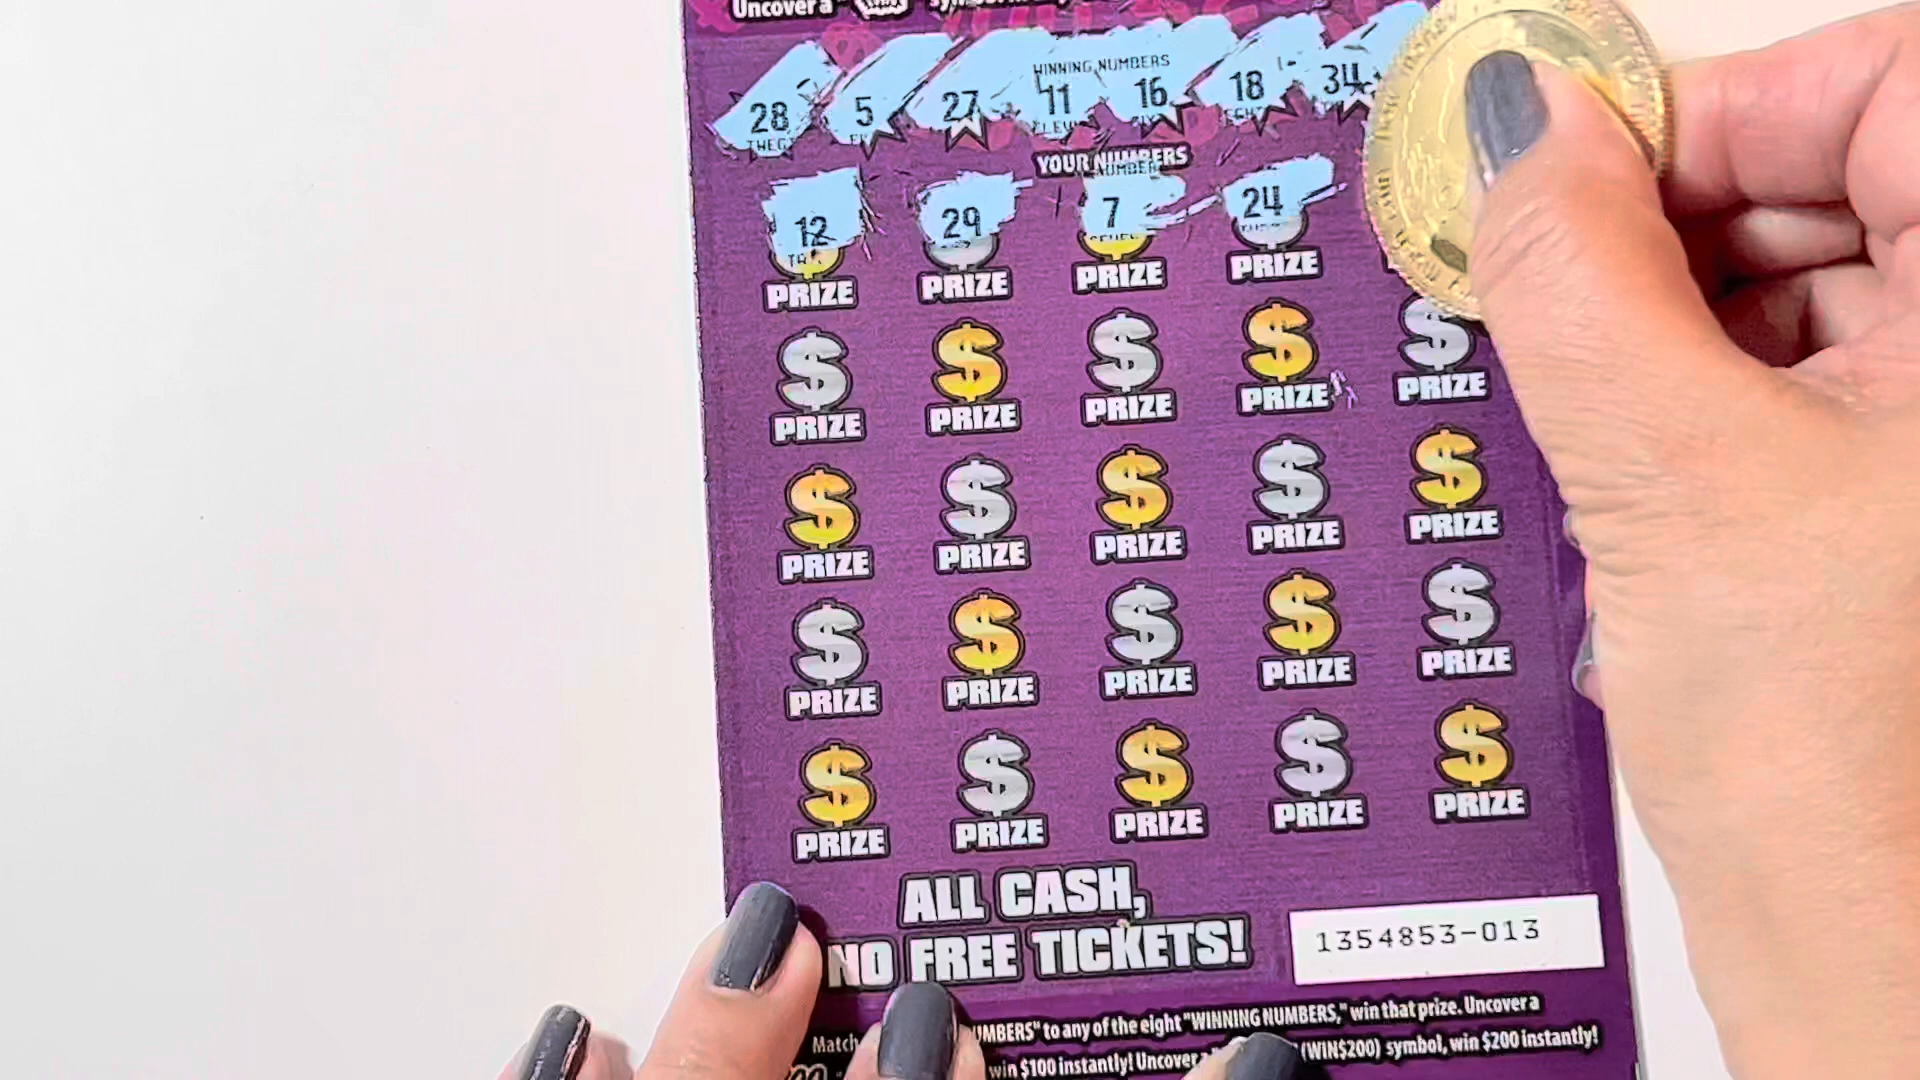 Uncover a
WINNING NUMBERS
28 5 27 11 16 18 34
YOUR NUMBERS
12 29 7 24
PRIZE PRIZE PRIZE PRIZE
$ $ $ $ $
PRIZE PRIZE PRIZE PRIZE PRIZE
$ $ $ $ $
PRIZE PRIZE PRIZE PRIZE PRIZE
$ $ $ $ $
PRIZE PRIZE PRIZE PRIZE PRIZE
$ $ $ $ $
PRIZE PRIZE PRIZE PRIZE PRIZE
ALL CASH,
NO FREE TICKETS!
1354853-013
Match UMBERS" to any of the eight "WINNING NUMBERS," win that prize. Uncover a
win $100 instantly! Uncover (WIN$200) symbol, win $200 instantly!